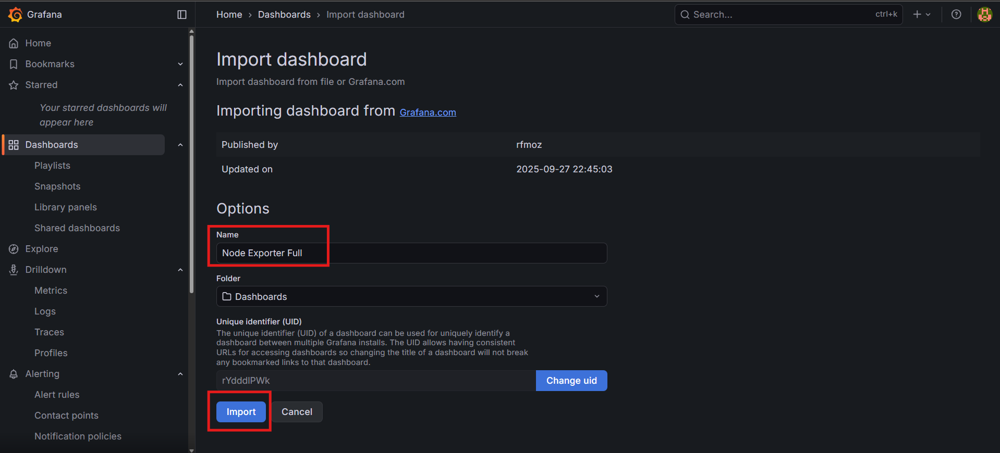 Grafana
Home › Dashboards › Import dashboard
Search...
ctrl+k
Home
Bookmarks
Starred
Your starred dashboards will
appear here
Dashboards
Playlists
Snapshots
Library panels
Shared dashboards
Explore
Drilldown
Metrics
Logs
Traces
Profiles
Alerting
Alert rules
Contact points
Notification policies
Import dashboard
Import dashboard from file or Grafana.com
Importing dashboard from Grafana.com
Published by rfmoz
Updated on 2025-09-27 22:45:03
Options
Name
Node Exporter Full
Folder
Dashboards
Unique identifier (UID)
The unique identifier (UID) of a dashboard can be used for uniquely identify a
dashboard between multiple Grafana installs. The UID allows having consistent
URLs for accessing dashboards so changing the title of a dashboard will not break
any bookmarked links to that dashboard.
rYdddlPWk
Change uid
Import
Cancel